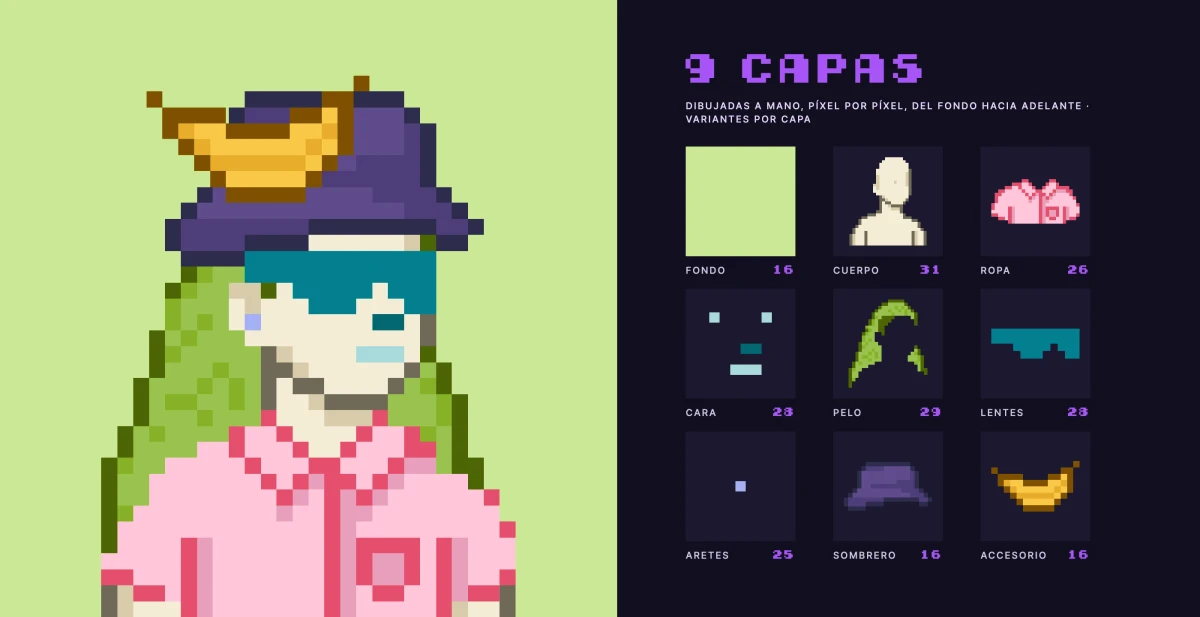 9 CAPAS
DIBUJADAS A MANO, PÍXEL POR PÍXEL, DEL FONDO HACIA ADELANTE ·
VARIANTES POR CAPA
FONDO 16
CUERPO 31
ROPA 26
CARA 28
PELO 29
LENTES 28
ARETES 25
SOMBRERO 16
ACCESORIO 16